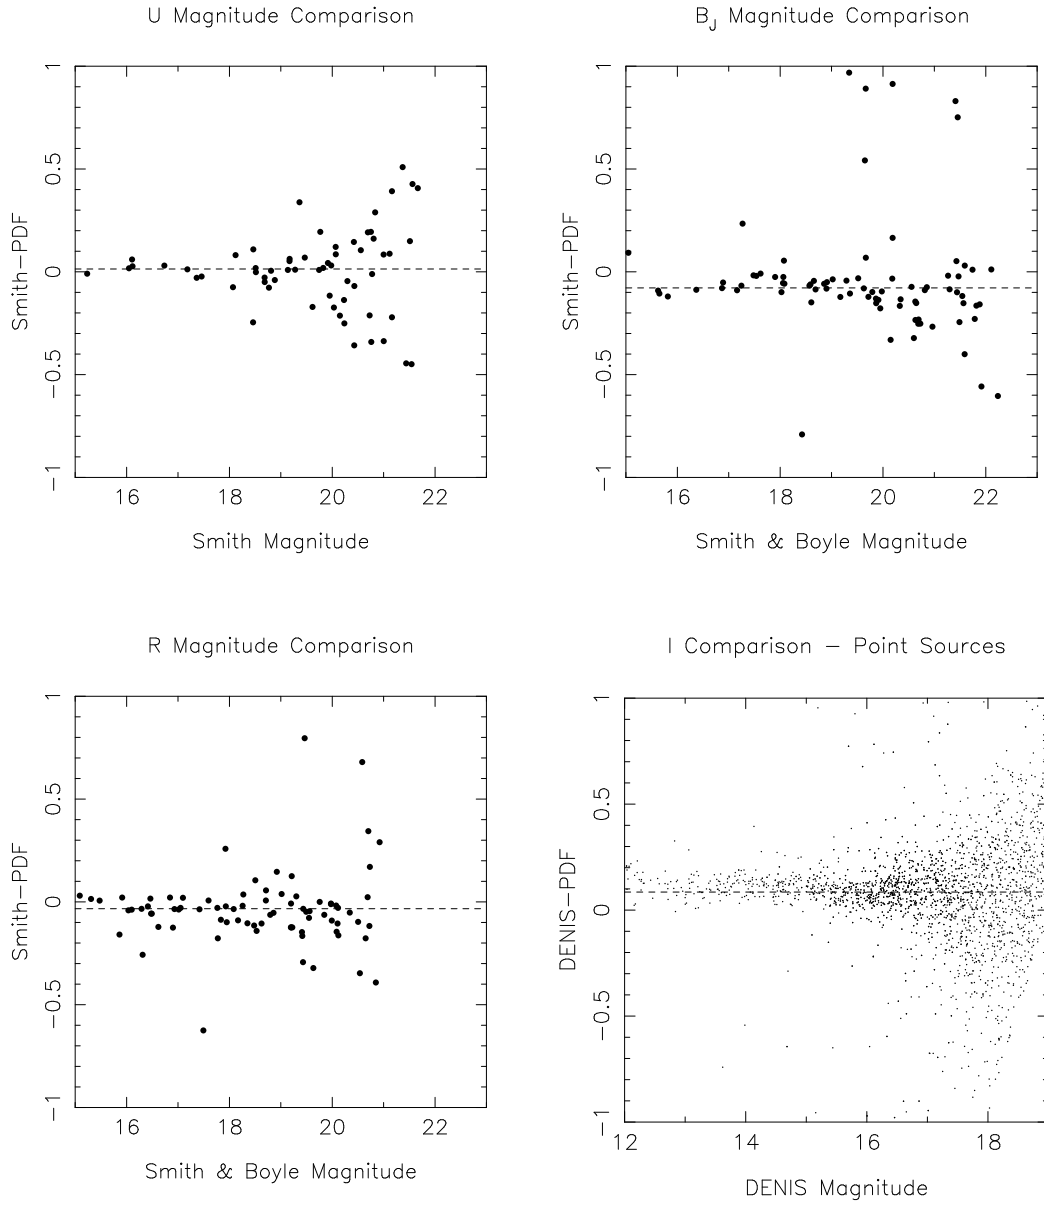 U Magnitude Comparison
1
0.5
0
−0.5
−1
Smith−PDF
16 18 20 22
Smith Magnitude
B_J Magnitude Comparison
1
0.5
0
−0.5
−1
Smith−PDF
16 18 20 22
Smith & Boyle Magnitude
R Magnitude Comparison
1
0.5
0
−0.5
−1
Smith−PDF
16 18 20 22
Smith & Boyle Magnitude
I Comparison − Point Sources
1
0.5
0
−0.5
−1
DENIS−PDF
12 14 16 18
DENIS Magnitude